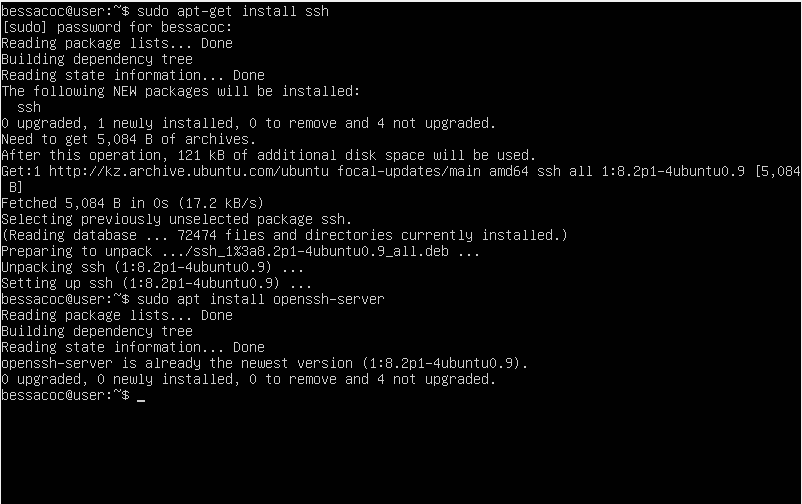 bessacoc@user:~$ sudo apt-get install ssh
[sudo] password for bessacoc:
Reading package lists... Done
Building dependency tree
Reading state information... Done
The following NEW packages will be installed:
  ssh
0 upgraded, 1 newly installed, 0 to remove and 4 not upgraded.
Need to get 5,084 B of archives.
After this operation, 121 kB of additional disk space will be used.
Get:1 http://kz.archive.ubuntu.com/ubuntu focal-updates/main amd64 ssh all 1:8.2p1-4ubuntu0.9 [5,084
 B]
Fetched 5,084 B in 0s (17.2 kB/s)
Selecting previously unselected package ssh.
(Reading database ... 72474 files and directories currently installed.)
Preparing to unpack .../ssh_1%3a8.2p1-4ubuntu0.9_all.deb ...
Unpacking ssh (1:8.2p1-4ubuntu0.9) ...
Setting up ssh (1:8.2p1-4ubuntu0.9) ...
bessacoc@user:~$ sudo apt install openssh-server
Reading package lists... Done
Building dependency tree
Reading state information... Done
openssh-server is already the newest version (1:8.2p1-4ubuntu0.9).
0 upgraded, 0 newly installed, 0 to remove and 4 not upgraded.
bessacoc@user:~$ _